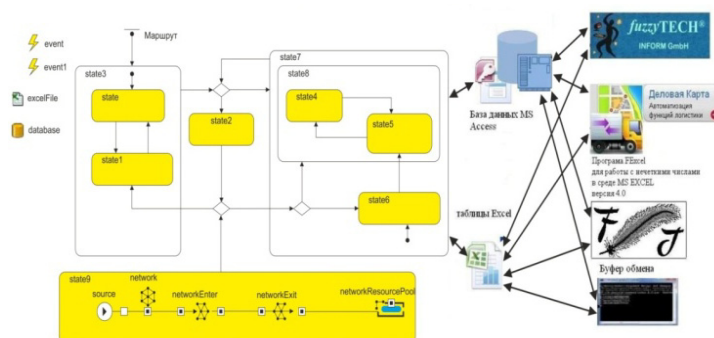 event
event1
excelFile
database
Маршрут
state3
state
state1
state2
state7
state8
state4
state5
state6
state9
source
network
networkEnter
networkExit
networkResourcePool
База данных MS
Access
таблицы Excel
fuzzyTECH®
INFORM GmbH
Деловая Карта
Автоматизация
функций логистики
Програма FExcel
для работы с нечеткими числами
в среде MS EXCEL
версия 4.0
F J
Буфер обмена